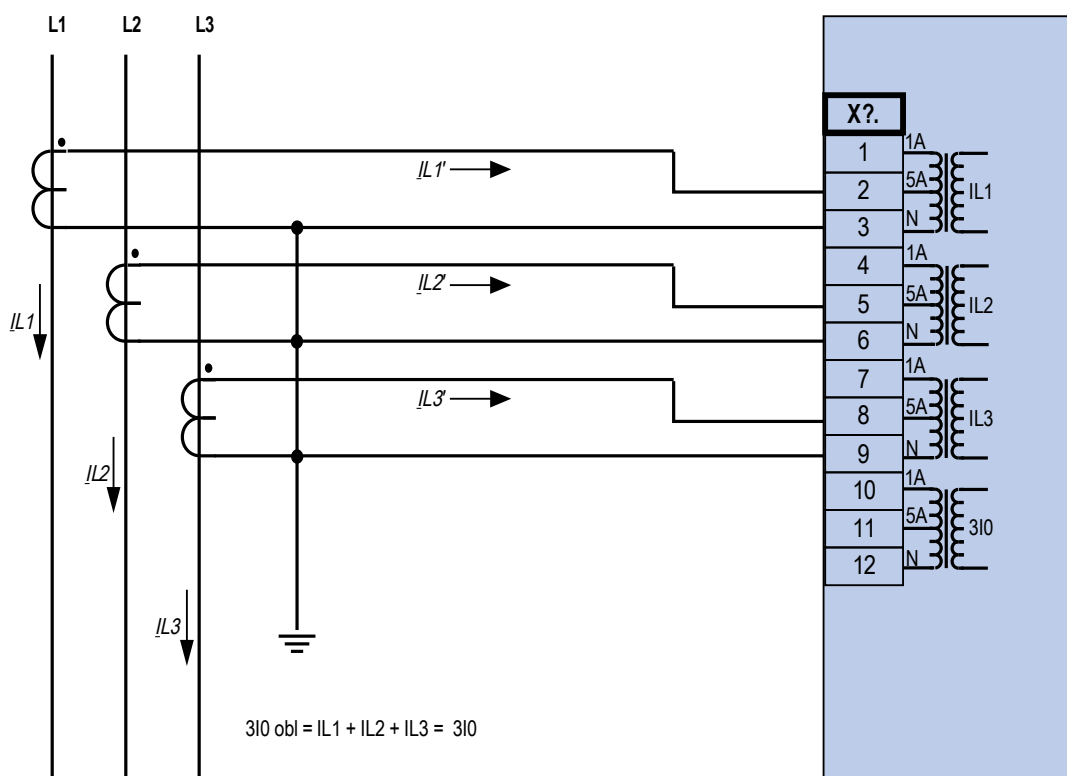 L1 L2 L3
X?.
1 1A
IL1'
2 5A IL1
3 N
4 1A
IL2'
5 5A IL2
IL1
6 N
7 1A
IL3'
8 5A IL3
9 N
IL2
10 1A
11 5A 3I0
12 N
IL3
3I0 obl = IL1 + IL2 + IL3 = 3I0